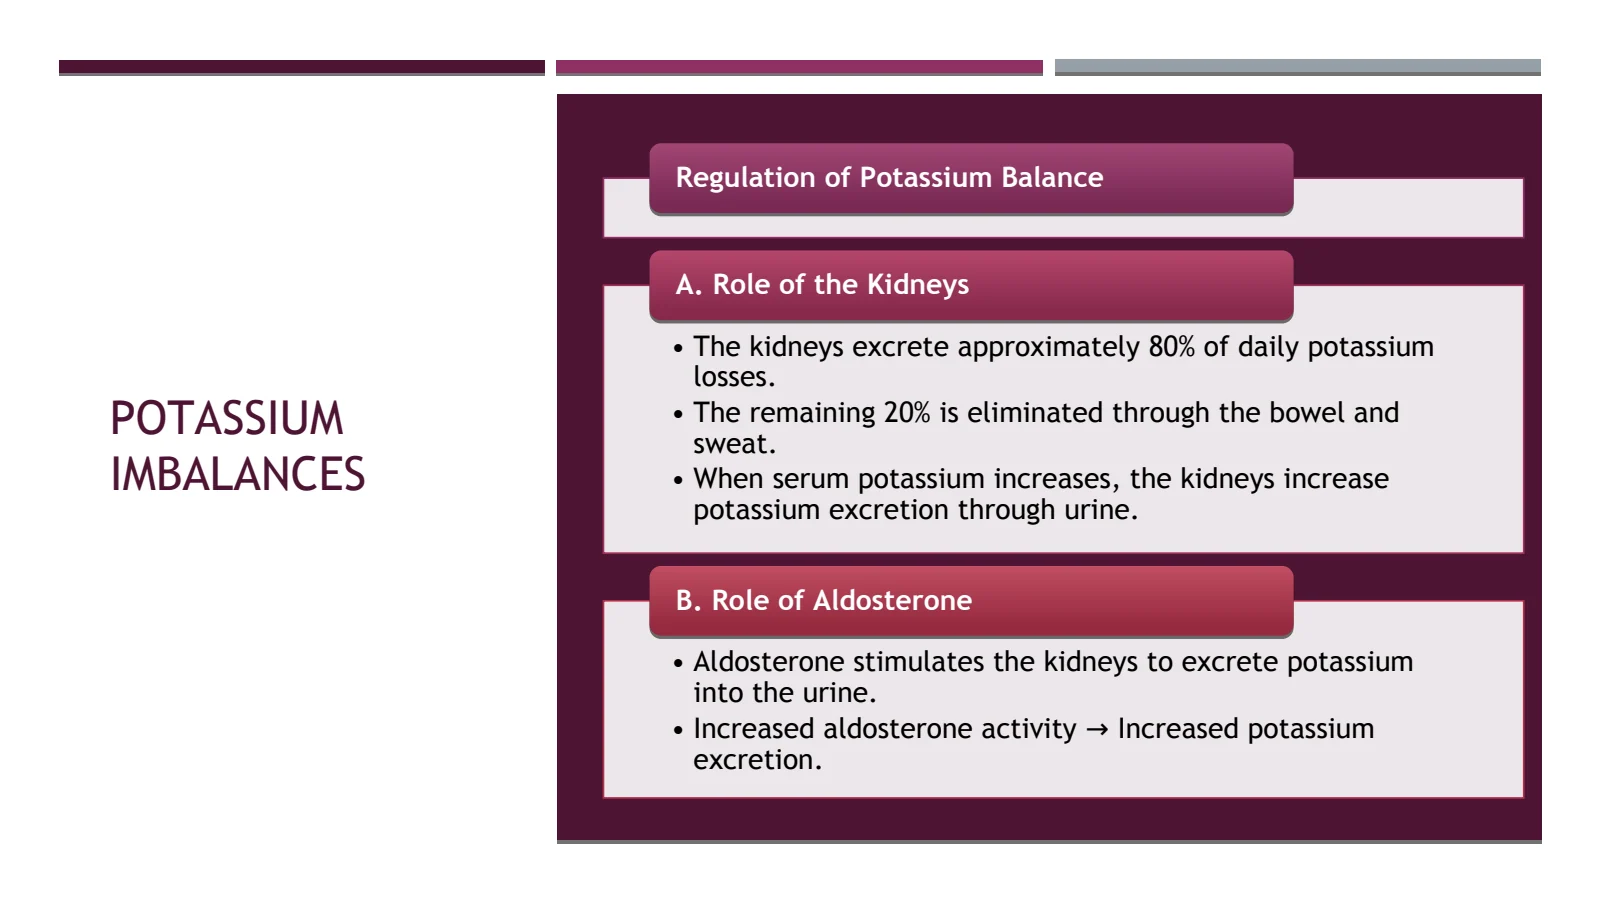 POTASSIUM
IMBALANCES
Regulation of Potassium Balance
A. Role of the Kidneys
• The kidneys excrete approximately 80% of daily potassium
losses.
• The remaining 20% is eliminated through the bowel and
sweat.
• When serum potassium increases, the kidneys increase
potassium excretion through urine.
B. Role of Aldosterone
• Aldosterone stimulates the kidneys to excrete potassium
into the urine.
• Increased aldosterone activity → Increased potassium
excretion.